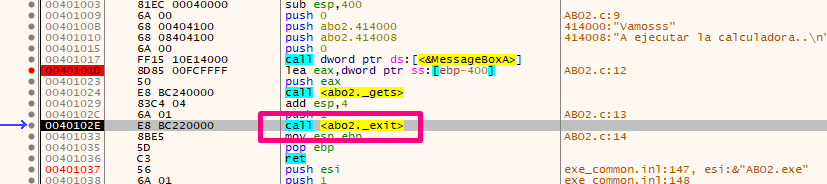 00401003 81EC 00040000 sub esp,400
00401009 6A 00 push 0 ABO2.c:9
0040100B 68 00404100 push abo2.414000 414000:"Vamosss"
00401010 68 08404100 push abo2.414008 414008:"A ejecutar la calculadora..\n"
00401015 6A 00 push 0
00401017 FF15 10E14000 call dword ptr ds:[<&MessageBoxA>]
0040101D 8D85 00FCFFFF lea eax,dword ptr ss:[ebp-400] ABO2.c:12
00401023 50 push eax
00401024 E8 BC240000 call <abo2._gets>
00401029 83C4 04 add esp,4
0040102C 6A 01 push 1 ABO2.c:13
0040102E E8 BC220000 call <abo2._exit>
00401033 8BE5 mov esp,ebp ABO2.c:14
00401035 5D pop ebp
00401036 C3 ret
00401037 56 push esi exe_common.inl:147, esi:&"ABO2.exe"
00401038 6A 01 push 1 exe_common.inl:148